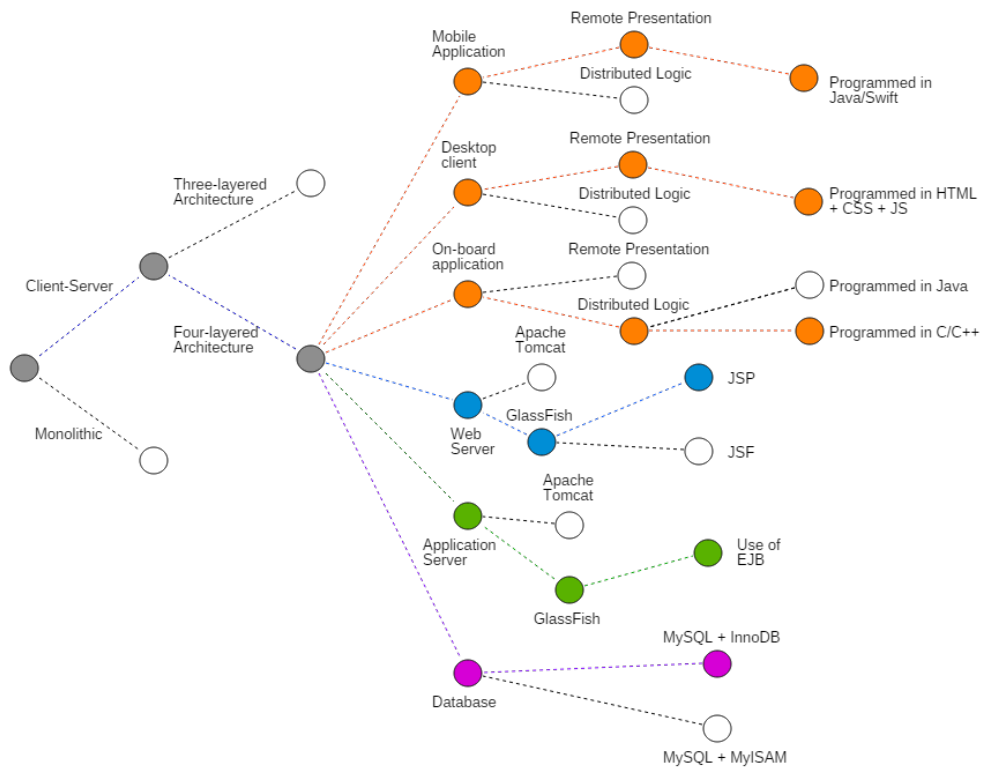 Remote Presentation
Mobile
Application
Distributed Logic
Programmed in
Java/Swift
Remote Presentation
Desktop
client
Distributed Logic
Programmed in HTML
+ CSS + JS
Three-layered
Architecture
Remote Presentation
On-board
application
Client-Server
Programmed in Java
Distributed Logic
Four-layered
Architecture
Programmed in C/C++
Apache
Tomcat
JSP
GlassFish
Web
Server
Monolithic
JSF
Apache
Tomcat
Application
Server
Use of
EJB
GlassFish
MySQL + InnoDB
Database
MySQL + MyISAM